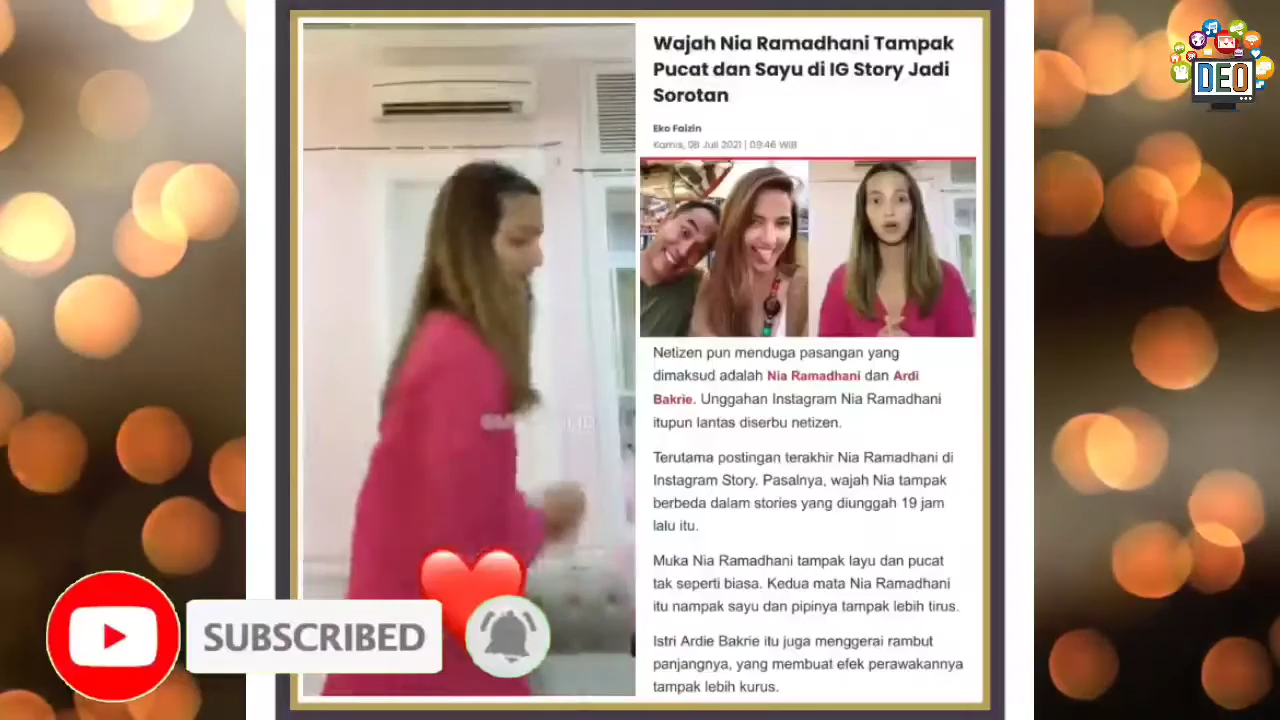 Wajah Nia Ramadhani Tampak
Pucat dan Sayu di IG Story Jadi
Sorotan
Eko Faizin
Kamis, 08 Juli 2021 | 09:46 WIB
Netizen pun menduga pasangan yang
dimaksud adalah Nia Ramadhani dan Ardi
Bakrie. Unggahan Instagram Nia Ramadhani
itupun lantas diserbu netizen.
Terutama postingan terakhir Nia Ramadhani di
Instagram Story. Pasalnya, wajah Nia tampak
berbeda dalam stories yang diunggah 19 jam
lalu itu.
Muka Nia Ramadhani tampak layu dan pucat
tak seperti biasa. Kedua mata Nia Ramadhani
itu nampak sayu dan pipinya tampak lebih tirus.
Istri Ardie Bakrie itu juga menggerai rambut
panjangnya, yang membuat efek perawakannya
tampak lebih kurus.
DEO
SUBSCRIBED